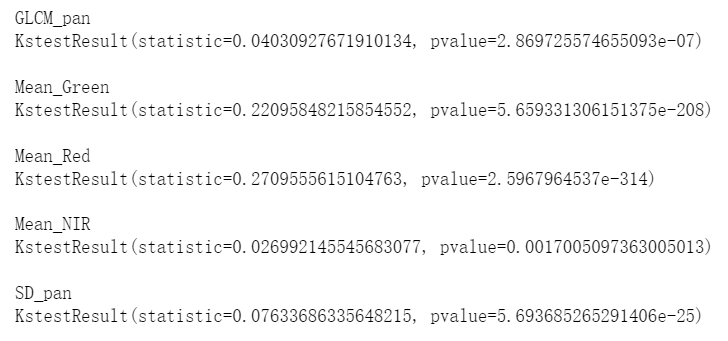 GLCM_pan
KstestResult(statistic=0.04030927671910134, pvalue=2.869725574655093e-07)
Mean_Green
KstestResult(statistic=0.22095848215854552, pvalue=5.659331306151375e-208)
Mean_Red
KstestResult(statistic=0.2709555615104763, pvalue=2.5967964537e-314)
Mean_NIR
KstestResult(statistic=0.026992145545683077, pvalue=0.0017005097363005013)
SD_pan
KstestResult(statistic=0.07633686335648215, pvalue=5.693685265291406e-25)